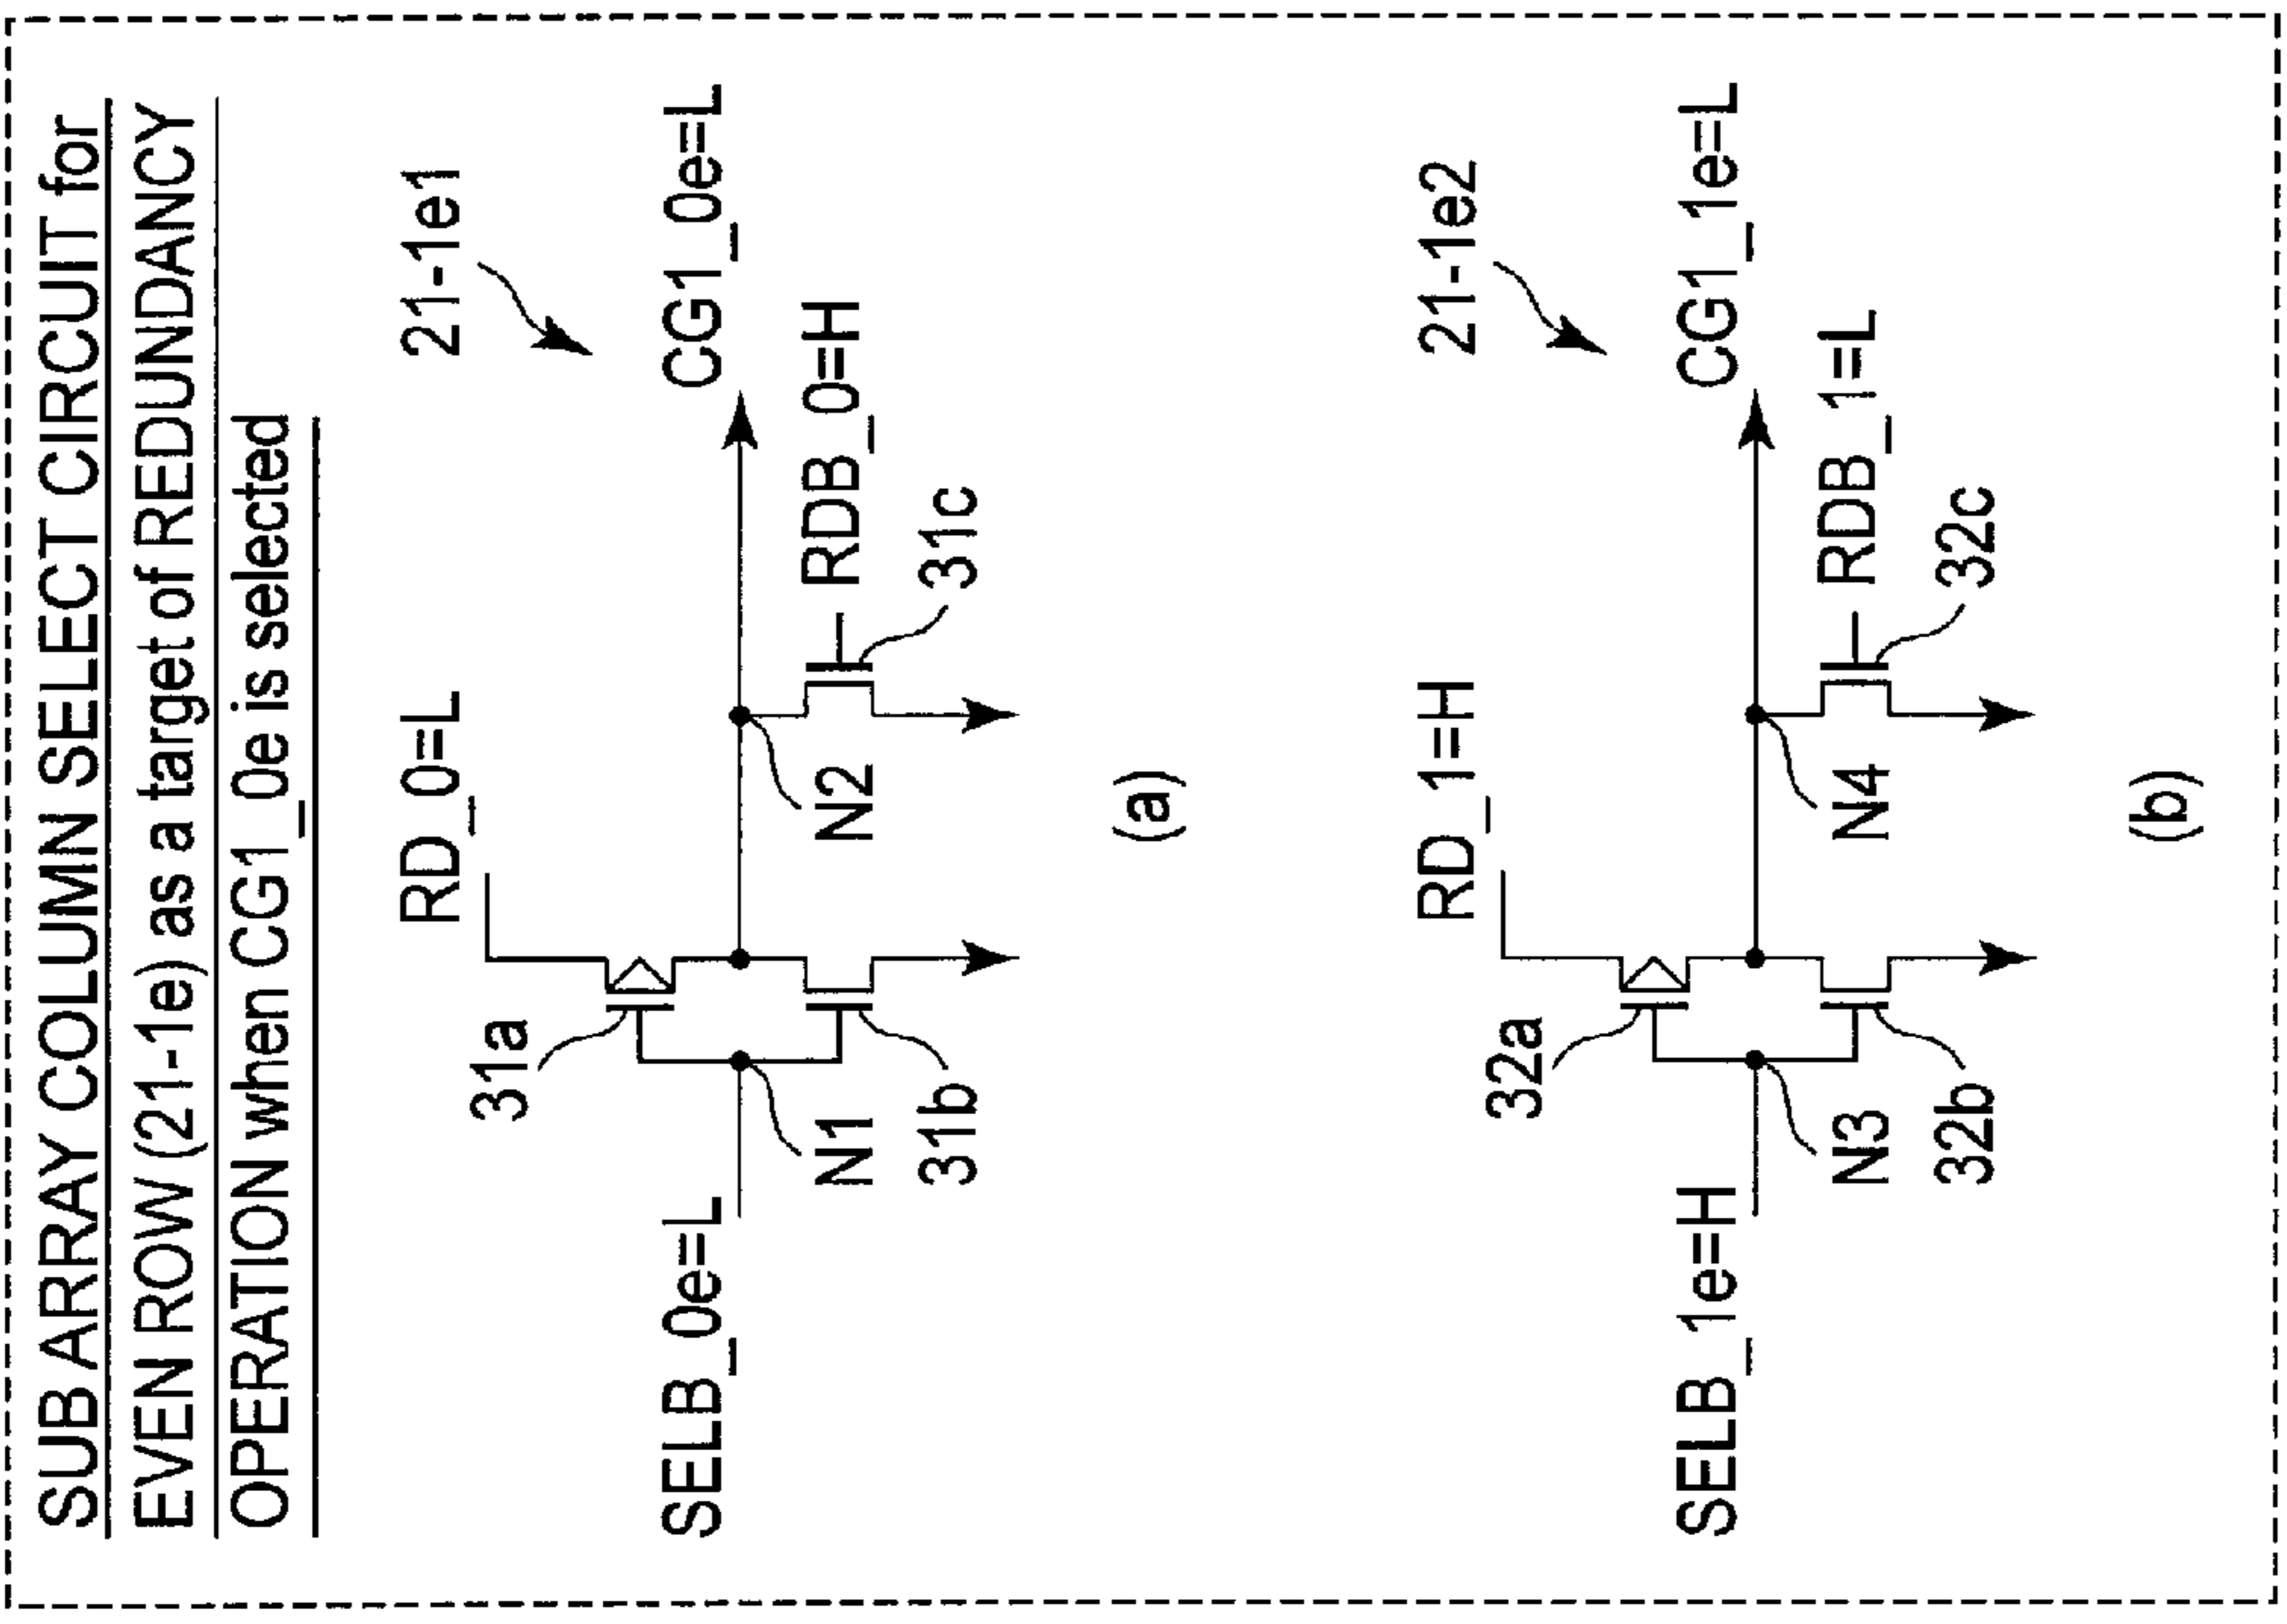 SUB ARRAY COLUMN SELECT CIRCUIT for
EVEN ROW (21-1e) as a target of REDUNDANCY
OPERATION when CG1_0e is selected
21-1e1
RD_0=L
31a
SELB_0e=L
CG1_0e=L
N1
N2
RDB_0=H
31b
31c
(a)
21-1e2
RD_1=H
32a
SELB_1e=H
CG1_1e=L
N3
N4
RDB_1=L
32b
32c
(b)